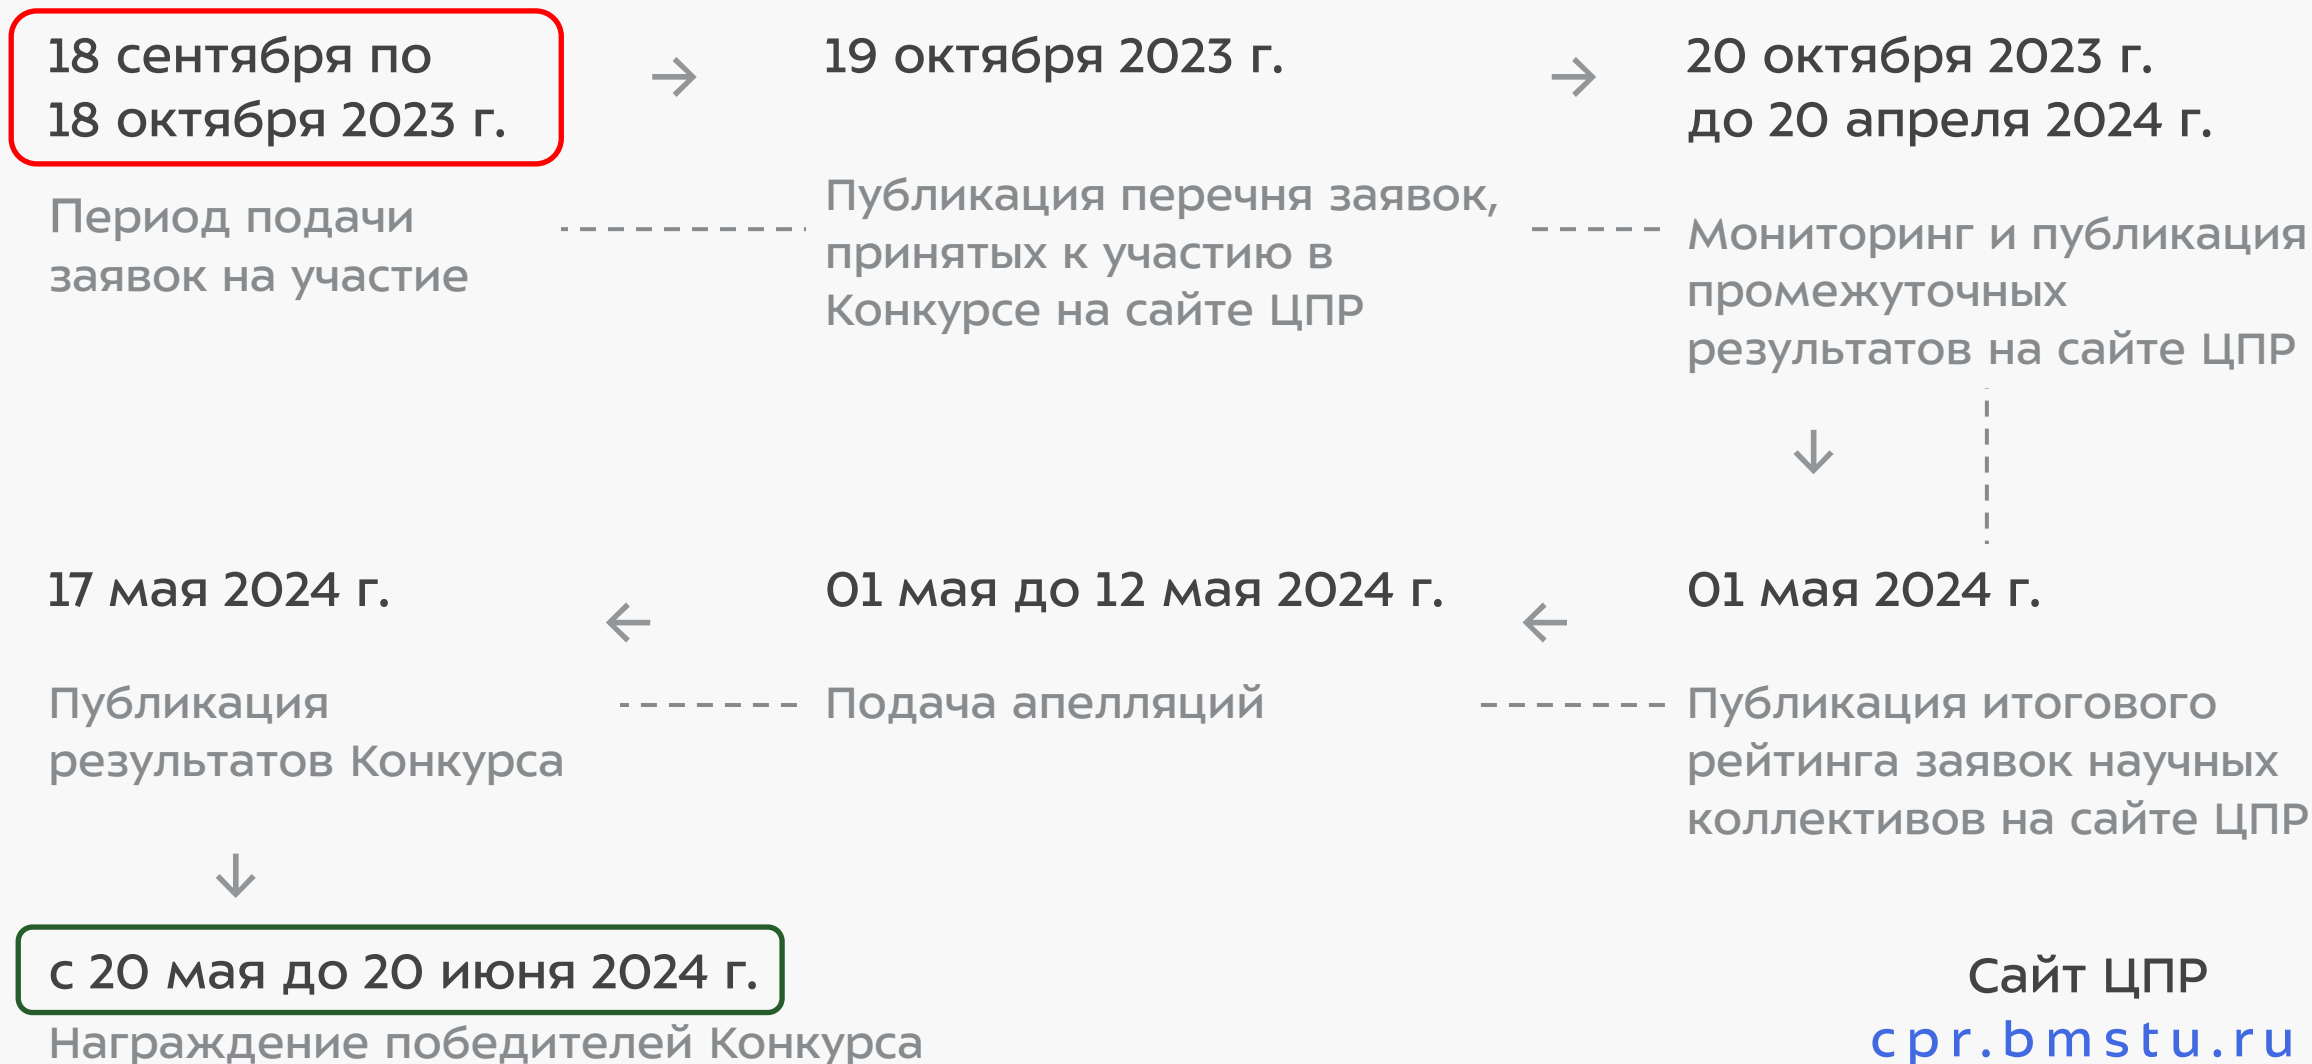 18 сентября по
18 октября 2023 г.
Период подачи
заявок на участие
19 октября 2023 г.
Публикация перечня заявок,
принятых к участию в
Конкурсе на сайте ЦПР
20 октября 2023 г.
до 20 апреля 2024 г.
Мониторинг и публикация
промежуточных
результатов на сайте ЦПР
01 мая 2024 г.
Публикация итогового
рейтинга заявок научных
коллективов на сайте ЦПР
01 мая до 12 мая 2024 г.
Подача апелляций
17 мая 2024 г.
Публикация
результатов Конкурса
с 20 мая до 20 июня 2024 г.
Награждение победителей Конкурса
Сайт ЦПР
cpr.bmstu.ru